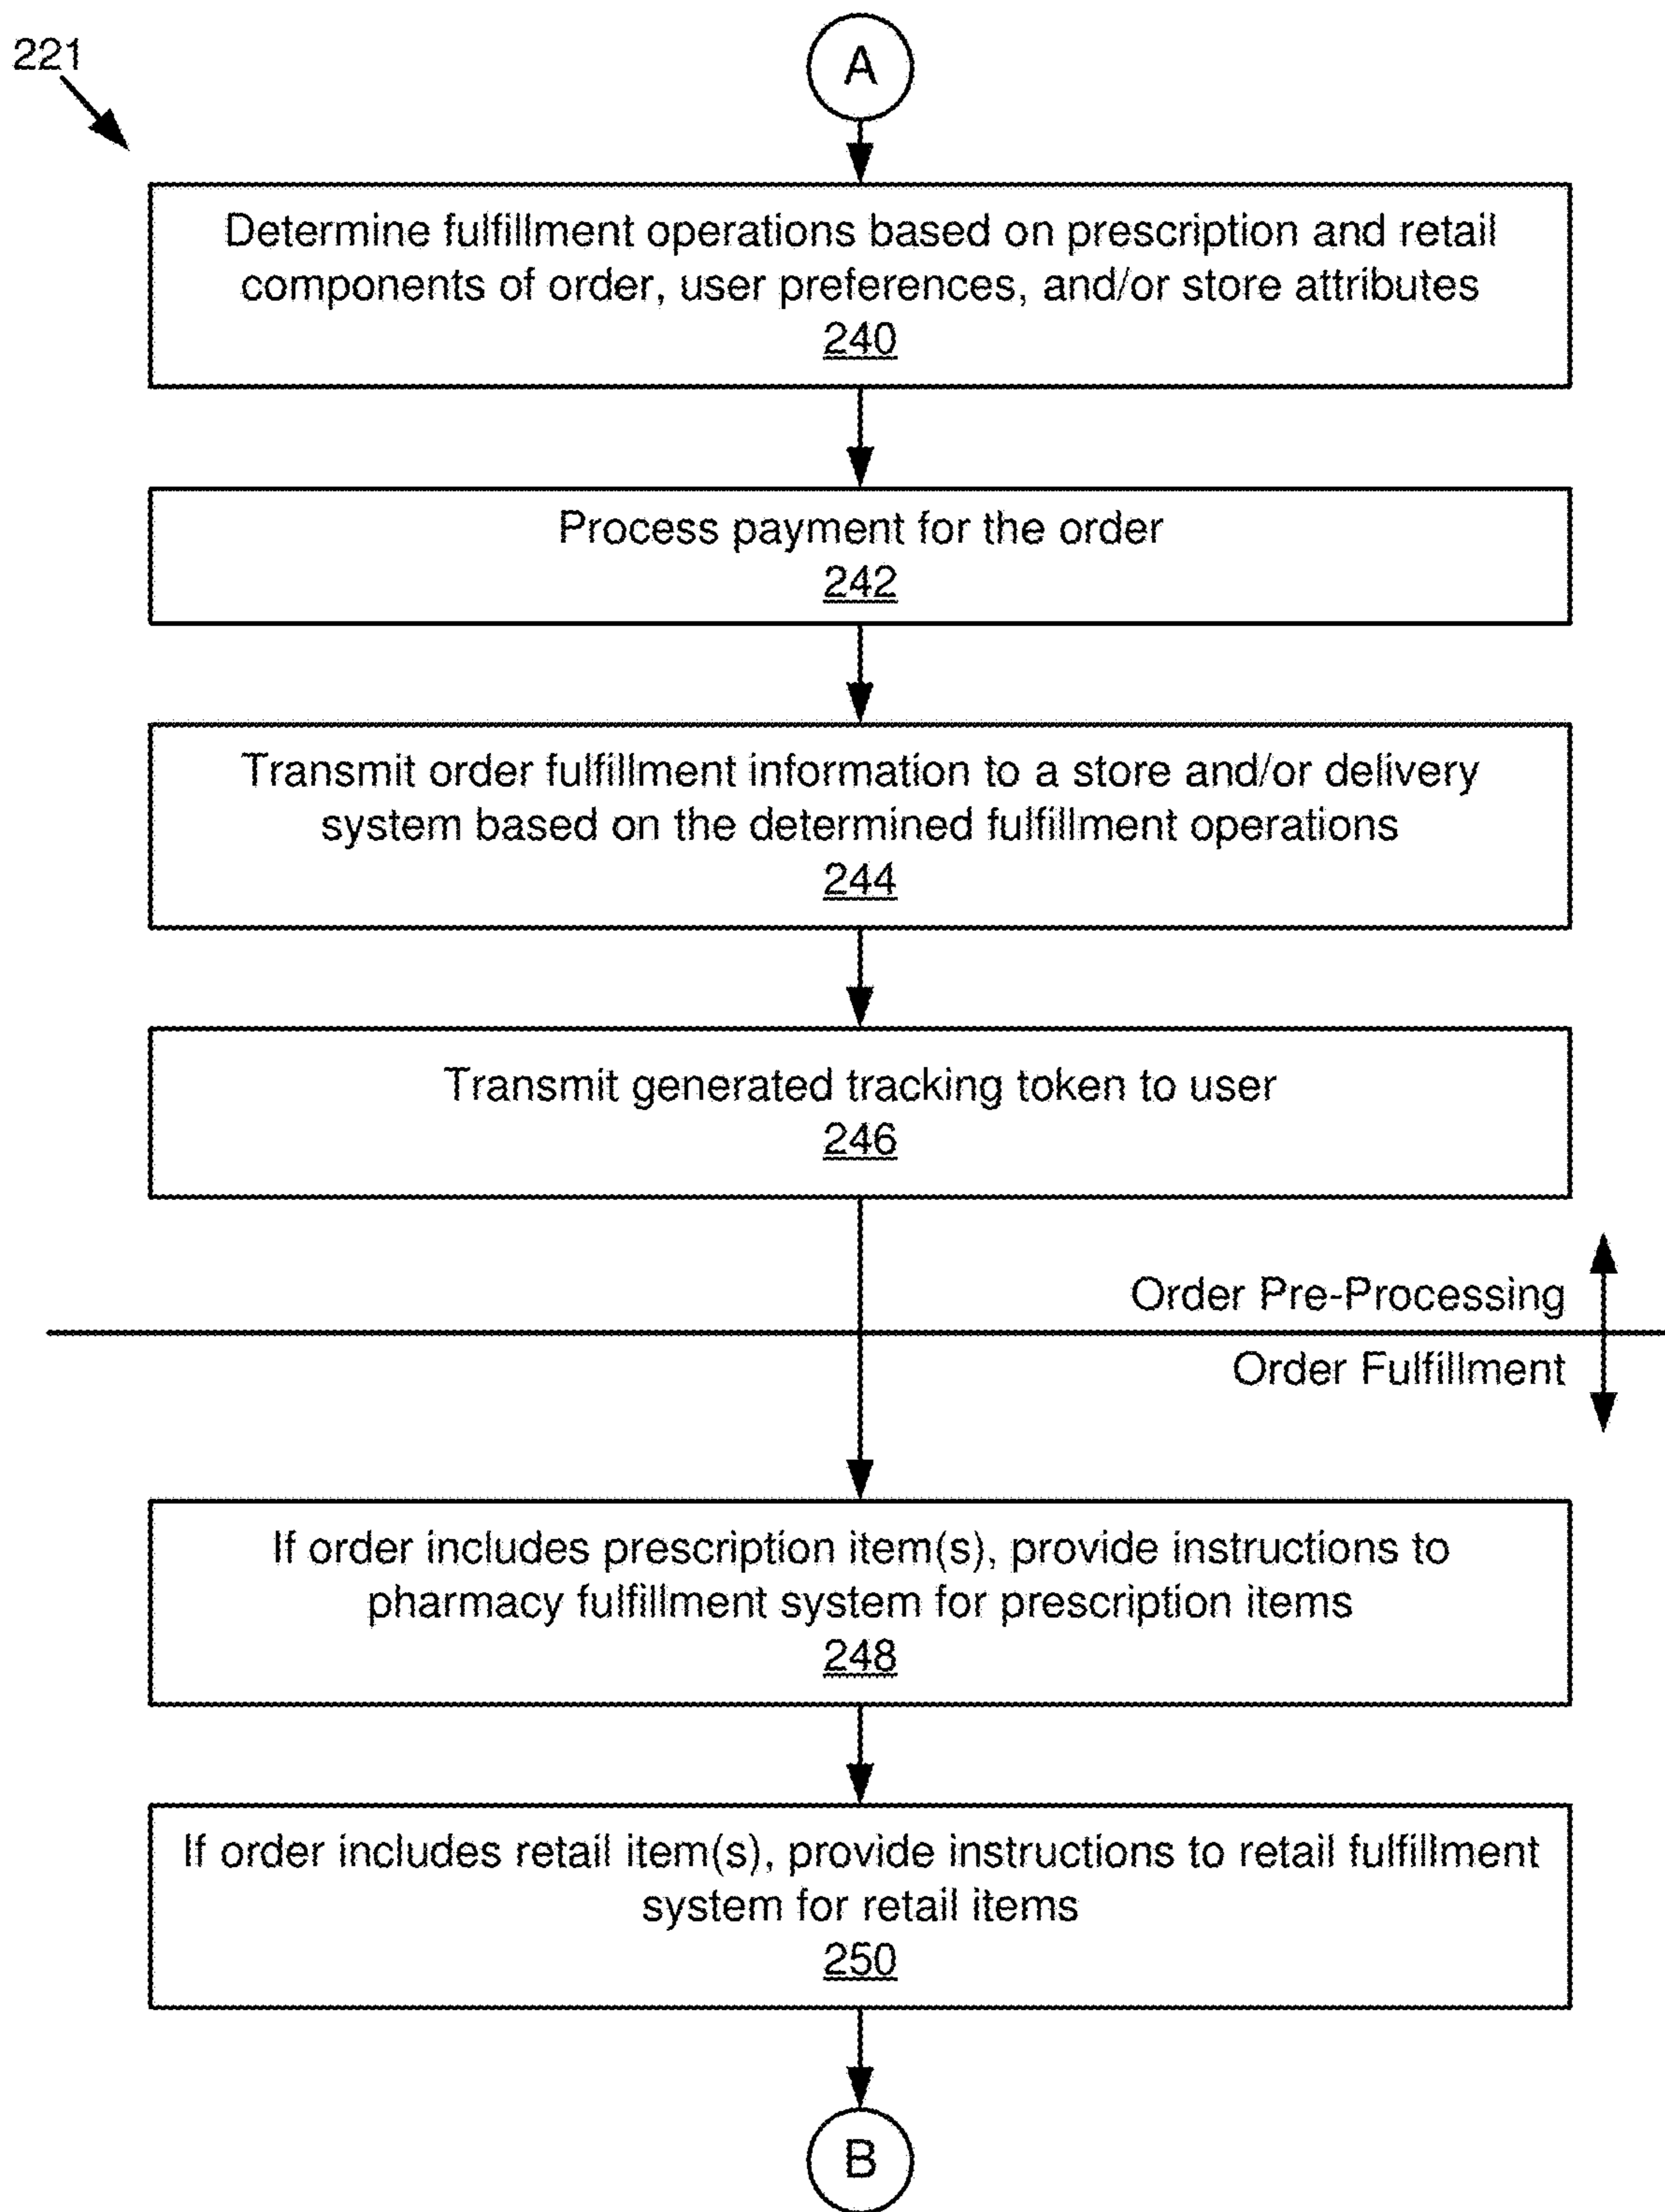 221
A
Determine fulfillment operations based on prescription and retail
components of order, user preferences, and/or store attributes
240
Process payment for the order
242
Transmit order fulfillment information to a store and/or delivery
system based on the determined fulfillment operations
244
Transmit generated tracking token to user
246
Order Pre-Processing
Order Fulfillment
If order includes prescription item(s), provide instructions to
pharmacy fulfillment system for prescription items
248
If order includes retail item(s), provide instructions to retail fulfillment
system for retail items
250
B